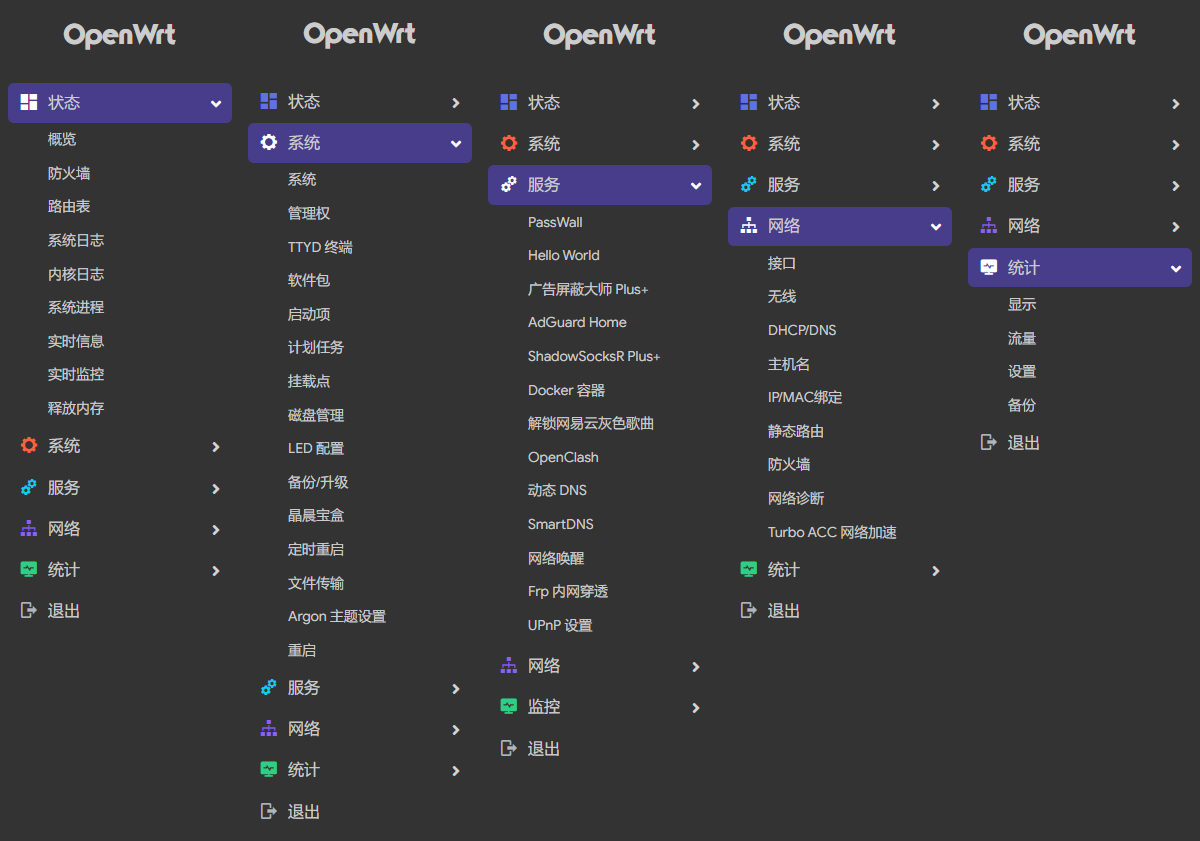 OpenWrt
状态
概览
防火墙
路由表
系统日志
内核日志
系统进程
实时信息
实时监控
释放内存
系统
服务
网络
统计
退出
OpenWrt
状态
系统
系统
管理权
TTYD 终端
软件包
启动项
计划任务
挂载点
磁盘管理
LED 配置
备份/升级
晶晨宝盒
定时重启
文件传输
Argon 主题设置
重启
服务
网络
统计
退出
OpenWrt
状态
系统
服务
PassWall
Hello World
广告屏蔽大师 Plus+
AdGuard Home
ShadowSocksR Plus+
Docker 容器
解锁网易云灰色歌曲
OpenClash
动态 DNS
SmartDNS
网络唤醒
Frp 内网穿透
UPnP 设置
网络
监控
退出
OpenWrt
状态
系统
服务
网络
接口
无线
DHCP/DNS
主机名
IP/MAC绑定
静态路由
防火墙
网络诊断
Turbo ACC 网络加速
统计
退出
OpenWrt
状态
系统
服务
网络
统计
显示
流量
设置
备份
退出